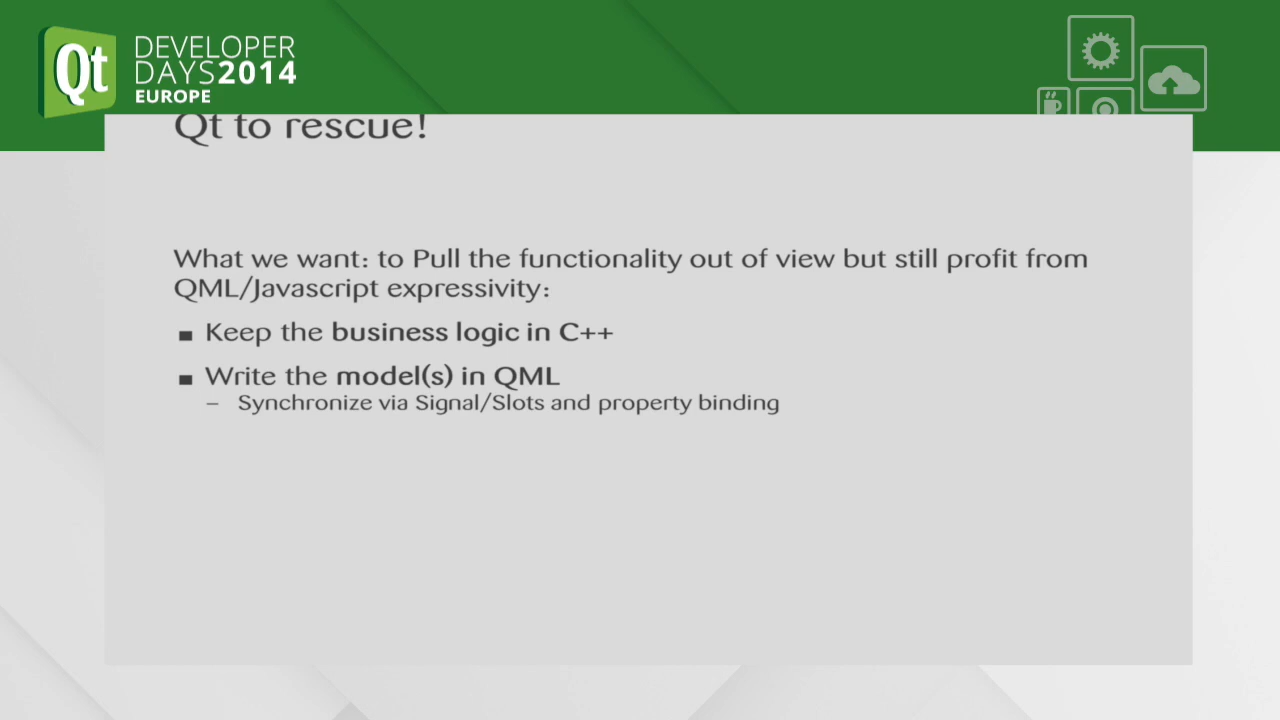 Qt
DEVELOPER
DAYS2014
EUROPE
Qt to rescue!
What we want: to Pull the functionality out of view but still profit from
QML/Javascript expressivity:
Keep the business logic in C++
Write the model(s) in QML
– Synchronize via Signal/Slots and property binding